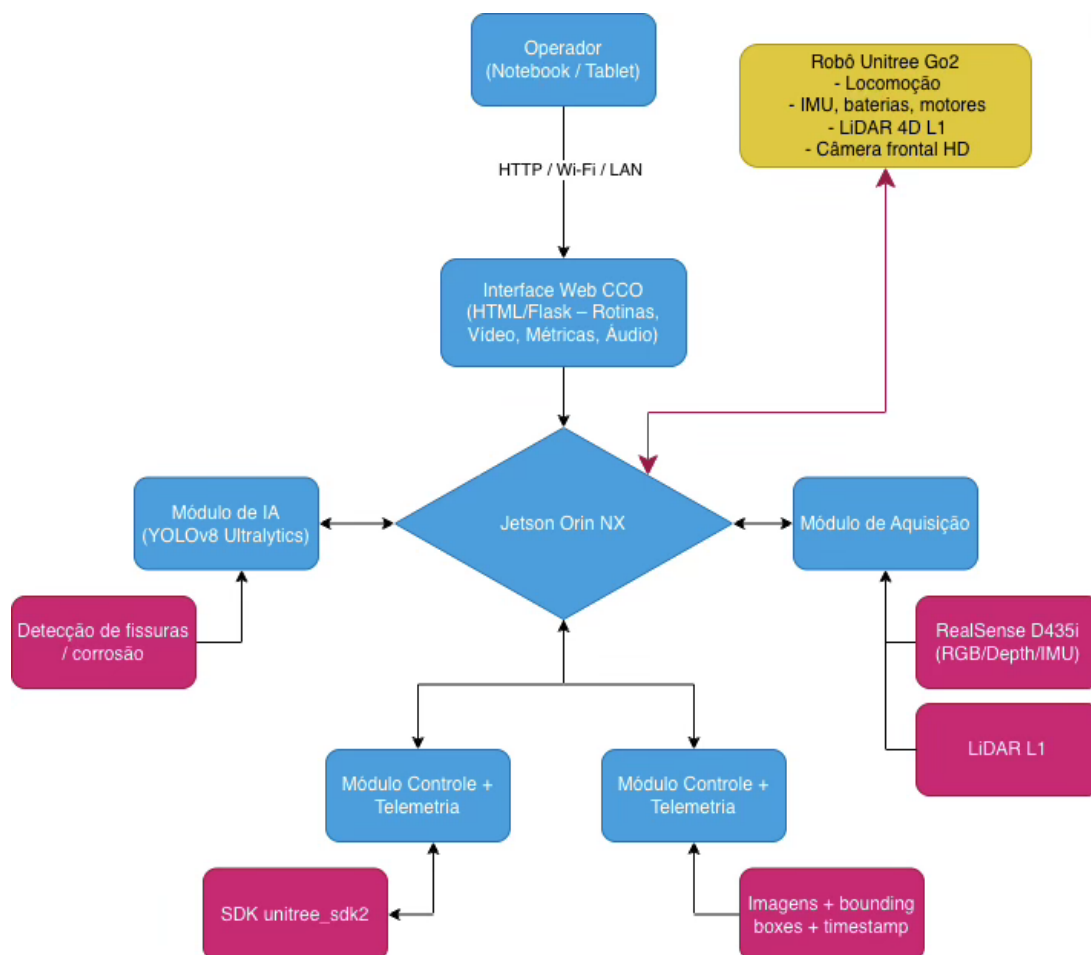 Operador
(Notebook / Tablet)
Robô Unitree Go2
- Locomoção
- IMU, baterias, motores
- LiDAR 4D L1
- Câmera frontal HD
HTTP / Wi-Fi / LAN
Interface Web CCO
(HTML/Flask – Rotinas,
Vídeo, Métricas, Áudio)
Módulo de IA
(YOLOv8 Ultralytics)
Jetson Orin NX
Módulo de Aquisição
Detecção de fissuras
/ corrosão
RealSense D435i
(RGB/Depth/IMU)
LiDAR L1
Módulo Controle +
Telemetria
Módulo Controle +
Telemetria
SDK unitree_sdk2
Imagens + bounding
boxes + timestamp